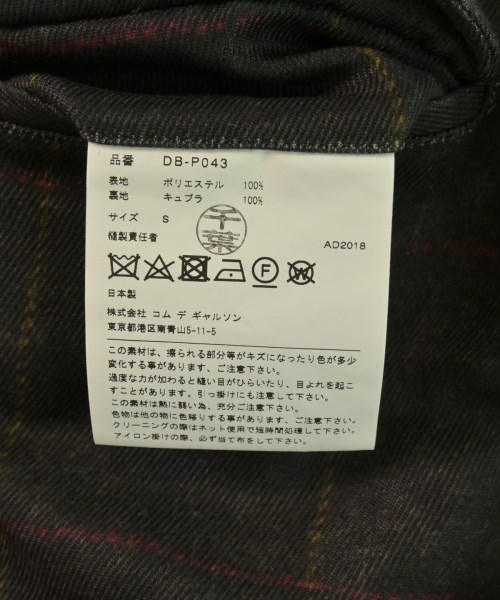 品番 DB-P043
表地 ポリエステル 100%
裏地 キュプラ 100%
サイズ S
縫製責任者 千葉
AD2018
F W
日本製
株式会社 コム デ ギャルソン
東京都港区南青山5-11-5
この素材は、擦られる部分等がキズになったり色が多少
変化する事があります、ご注意下さい。
過度な力が加わると縫い目がひらいたり、目よれを起こ
すことがあります。引っ掛けにも注意して下さい。
この素材は熱に弱い為、充分ご注意下さい。
色物は他の物に色移りする事があります、ご注意下さい。
クリーニングの際はネット使用で短時間処理して下さい。
アイロン掛けの際、必ず当て布をして下さい。